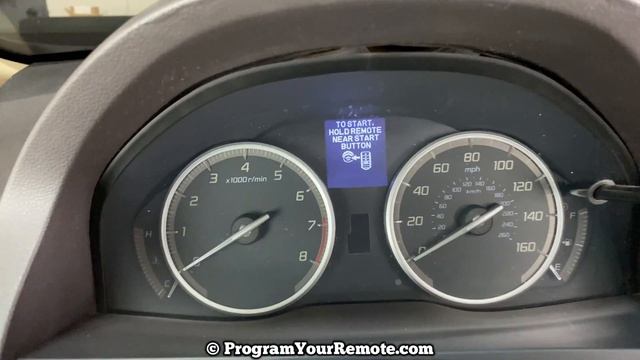 TO START,
HOLD REMOTE
NEAR START
BUTTON
x1000r/min
1
2
3
4
5
6
7
8
H
C
mph
km/h
20
40
60
80
100
120
140
160
F
E
© ProgramYourRemote.com